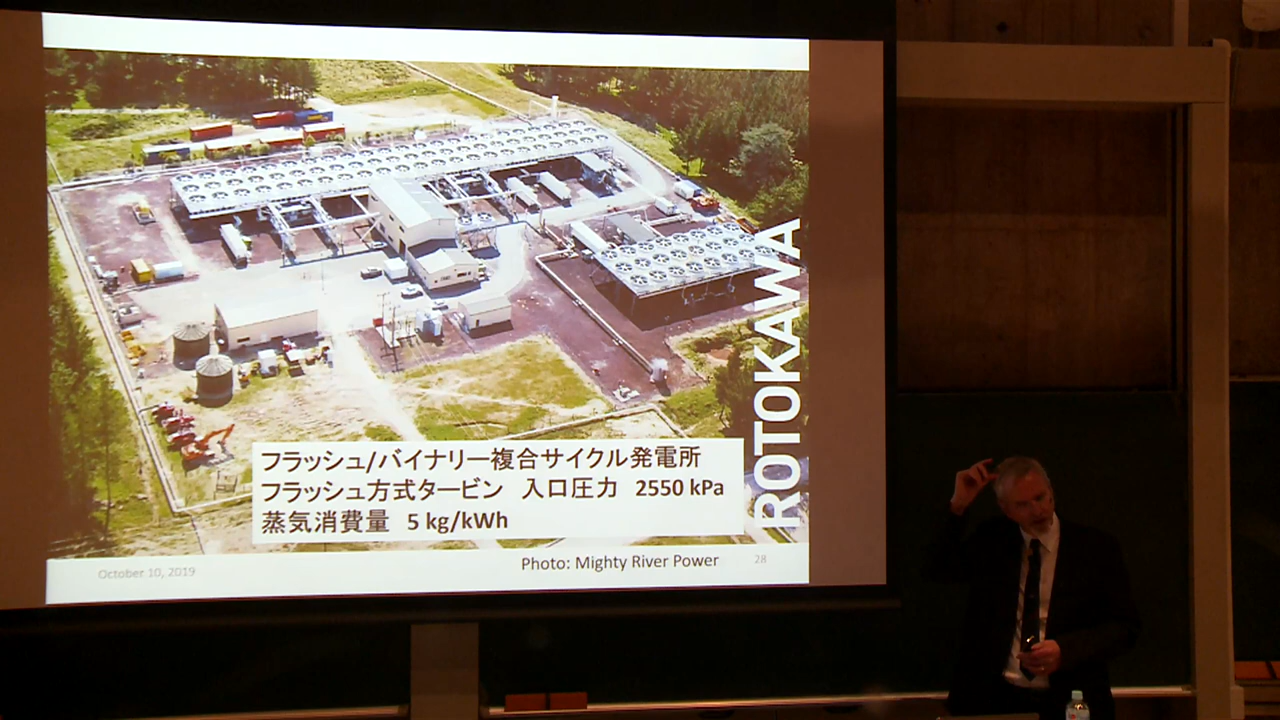 ROTOKAWA
フラッシュ/バイナリー複合サイクル発電所
フラッシュ方式タービン 入口圧力 2550 kPa
蒸気消費量 5 kg/kWh
Photo: Mighty River Power
October 10, 2019
28